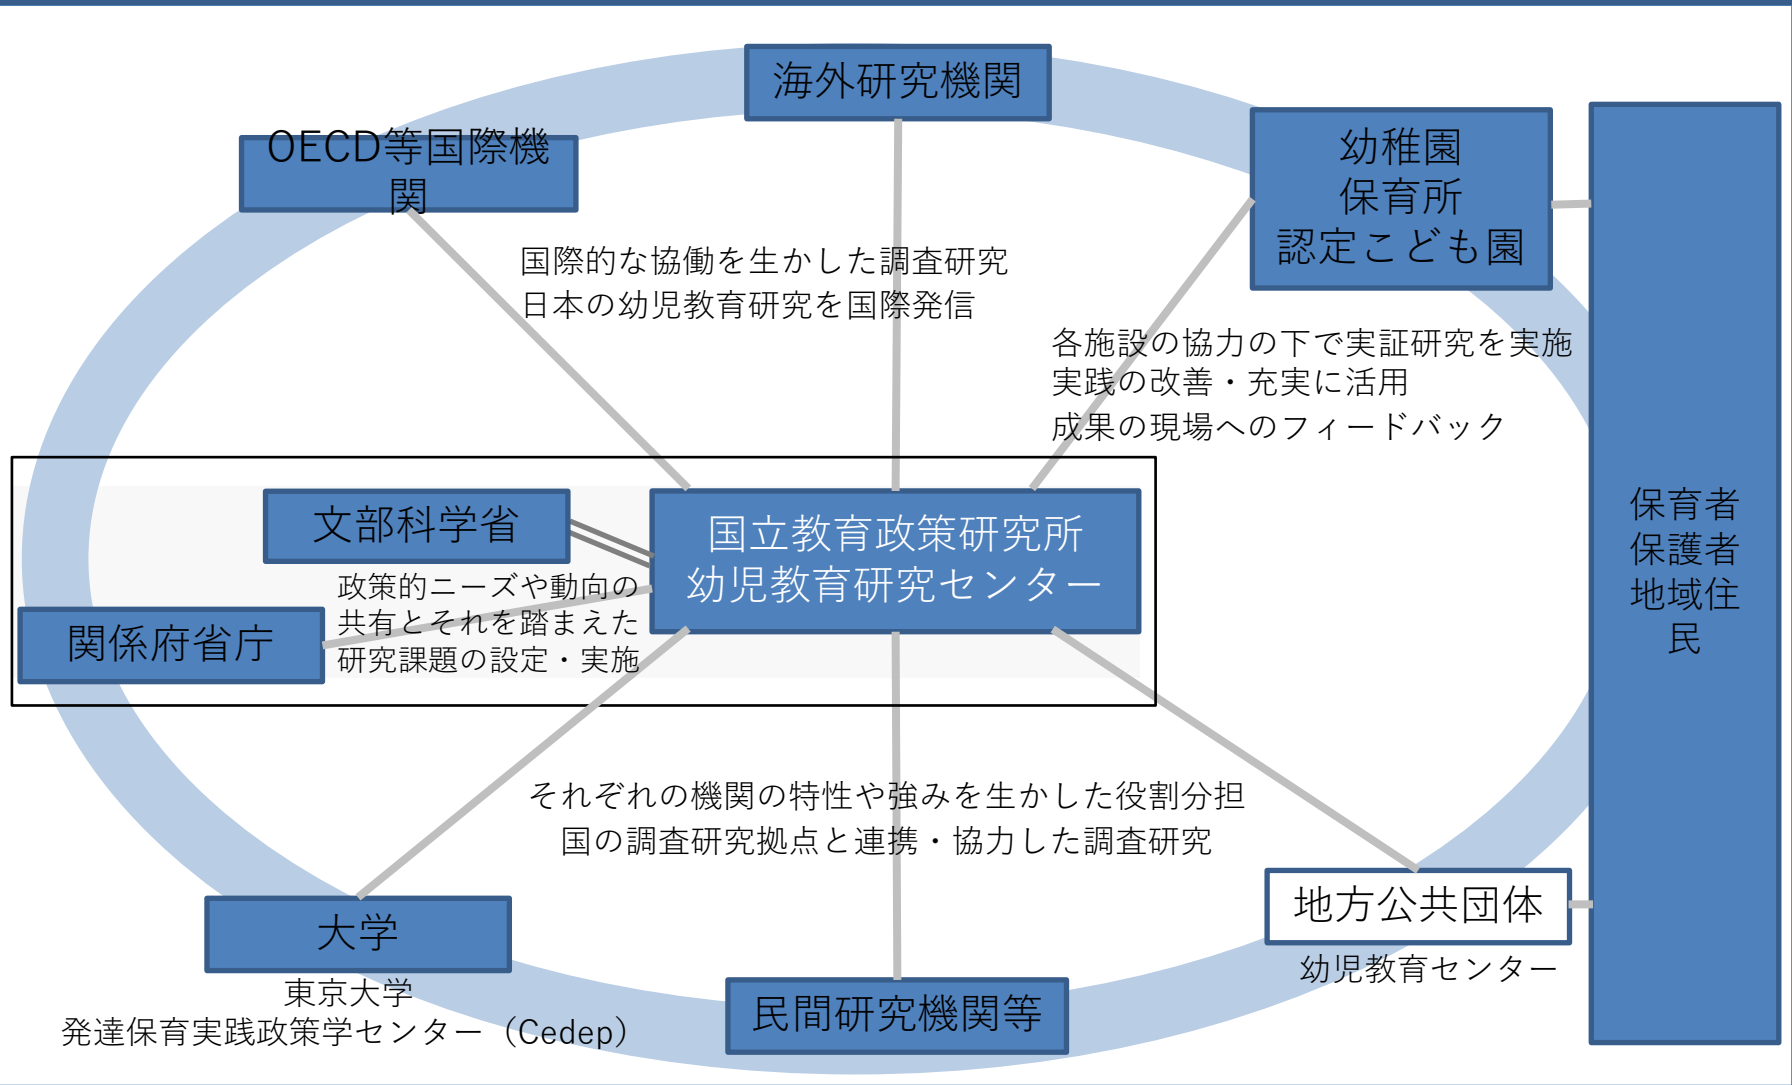 海外研究機関
OECD等国際機
関
幼稚園
保育所
認定こども園
国際的な協働を生かした調査研究
日本の幼児教育研究を国際発信
各施設の協力の下で実証研究を実施
実践の改善・充実に活用
成果の現場へのフィードバック
文部科学省
国立教育政策研究所
幼児教育研究センター
保育者
保護者
地域住
民
政策的ニーズや動向の
共有とそれを踏まえた
研究課題の設定・実施
関係府省庁
それぞれの機関の特性や強みを生かした役割分担
国の調査研究拠点と連携・協力した調査研究
大学
東京大学
発達保育実践政策学センター（Cedep）
民間研究機関等
地方公共団体
幼児教育センター